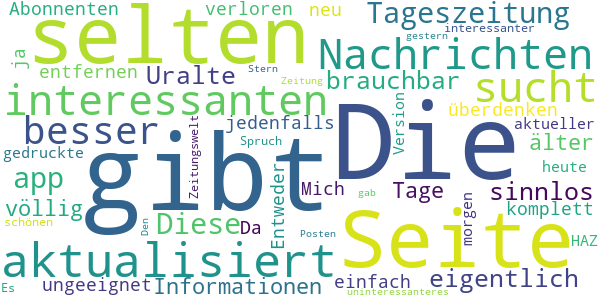 Abonnenten verloren neu Tageszeitung
selten gestern interessanter
ja Nachrichten
entfernen Uralte Stern Zeitung brauchbar sucht
interessanten Die Version überdenken
besser Zeitungswelt jedenfalls aktueller
gedruckte gibt Spruch älter
app Entweder Mich Tage heute
völlig Diese Da gab Seite morgen sinnlos komplett
schönen Den Posten HAZ
aktualisiert
Es ungeeignet Informationen einfach eigentlich
uninteressanteres